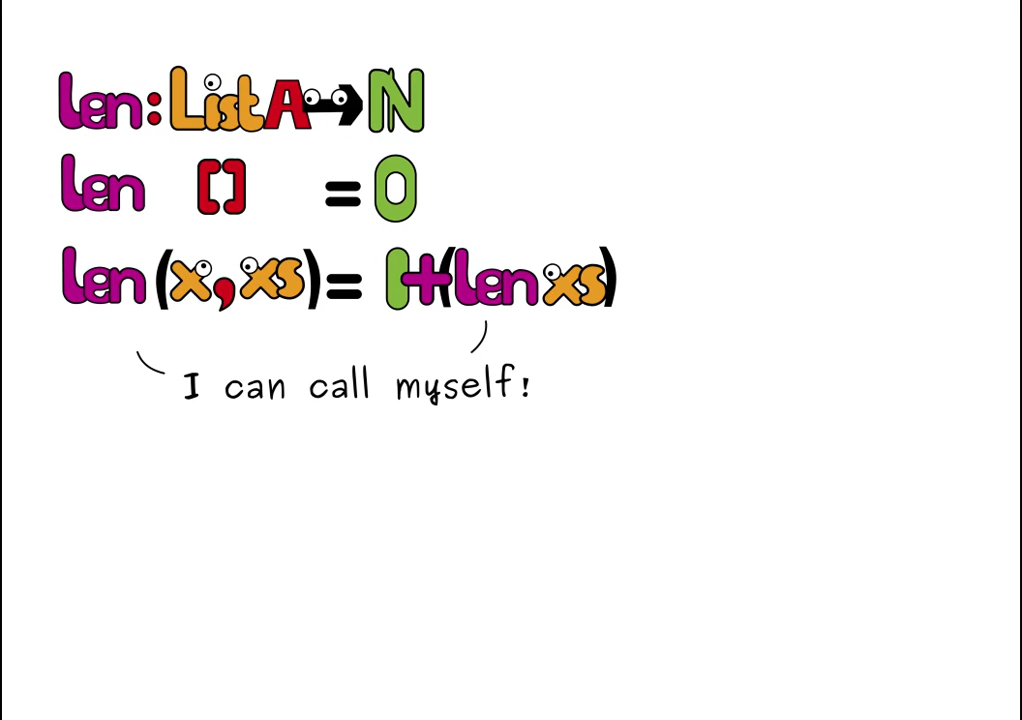 len:List A→N
len [] = 0
len (x,xs) = 1+(len xs)
I can call myself!